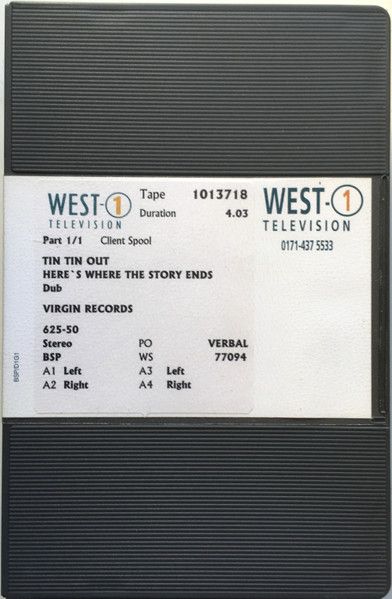 WEST-1
TELEVISION
Tape 1013718
Duration 4.03
Part 1/1 Client Spool
TIN TIN OUT
HERE`S WHERE THE STORY ENDS
Dub
VIRGIN RECORDS
625-50
Stereo PO VERBAL
BSP WS 77094
A1 Left A3 Left
A2 Right A4 Right
WEST-1
TELEVISION
0171-437 5533
BSP/D1G1